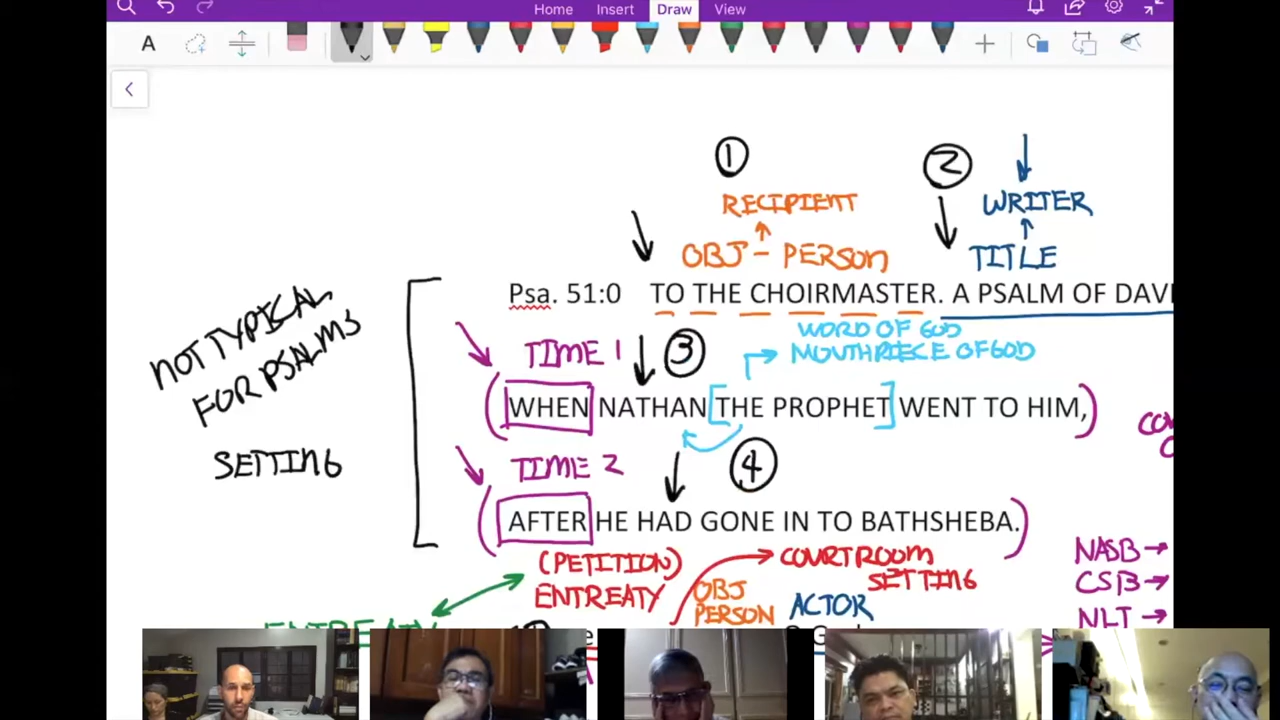 Home Insert Draw View
A
1
2
RECIPIENT
WRITER
OBJ - PERSON
TITLE
Psa. 51:0 TO THE CHOIRMASTER. A PSALM OF DAVI
NOT TYPICAL
FOR PSALMS
WORD OF GOD
TIME 1
3
MOUTHPIECE OF GOD
(WHEN NATHAN [THE PROPHET] WENT TO HIM,)
SETTING
TIME 2
4
(AFTER HE HAD GONE IN TO BATHSHEBA.)
(PETITION)
COURTROOM
NASB →
ENTREATY
SETTING
CSB →
OBJ
PERSON
ACTOR
NLT →
ENTREATY